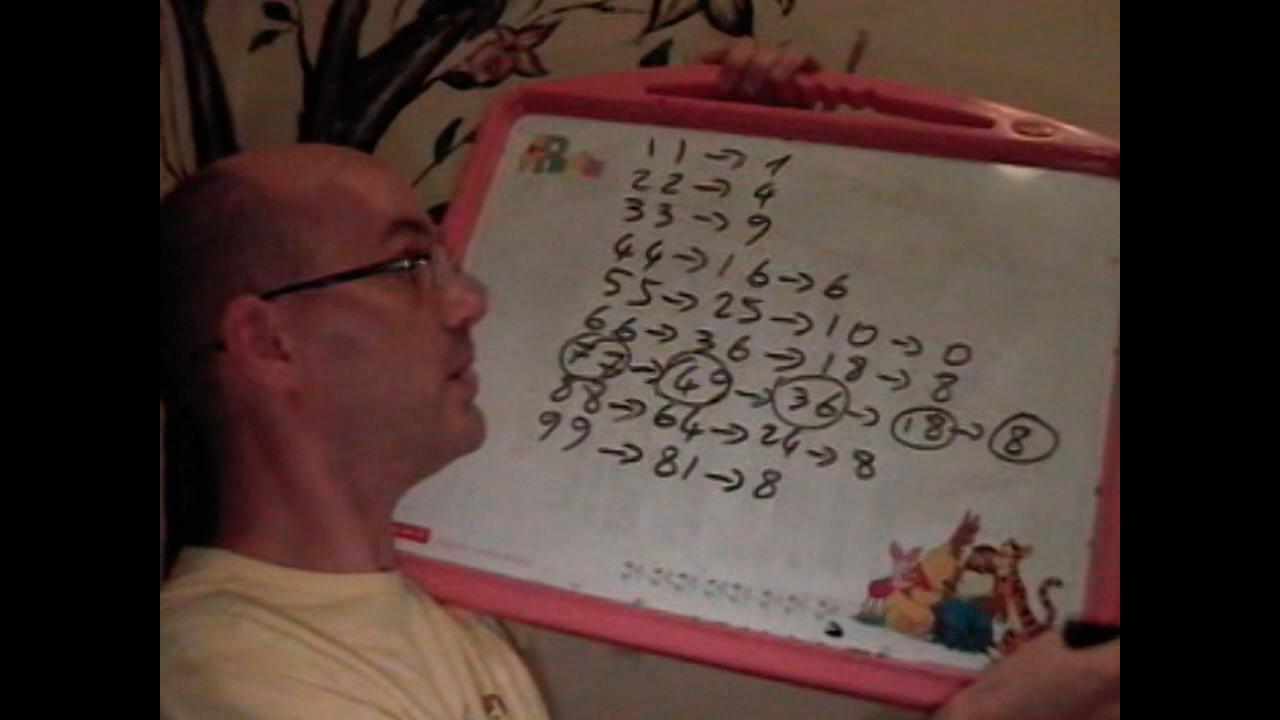 11 → 1
22 → 4
33 → 9
44 → 16 → 6
55 → 25 → 10 → 0
66 → 36 → 18 → 8
77 → 49 → 36 → 18 → 8
88 → 64 → 24 → 8
99 → 81 → 8